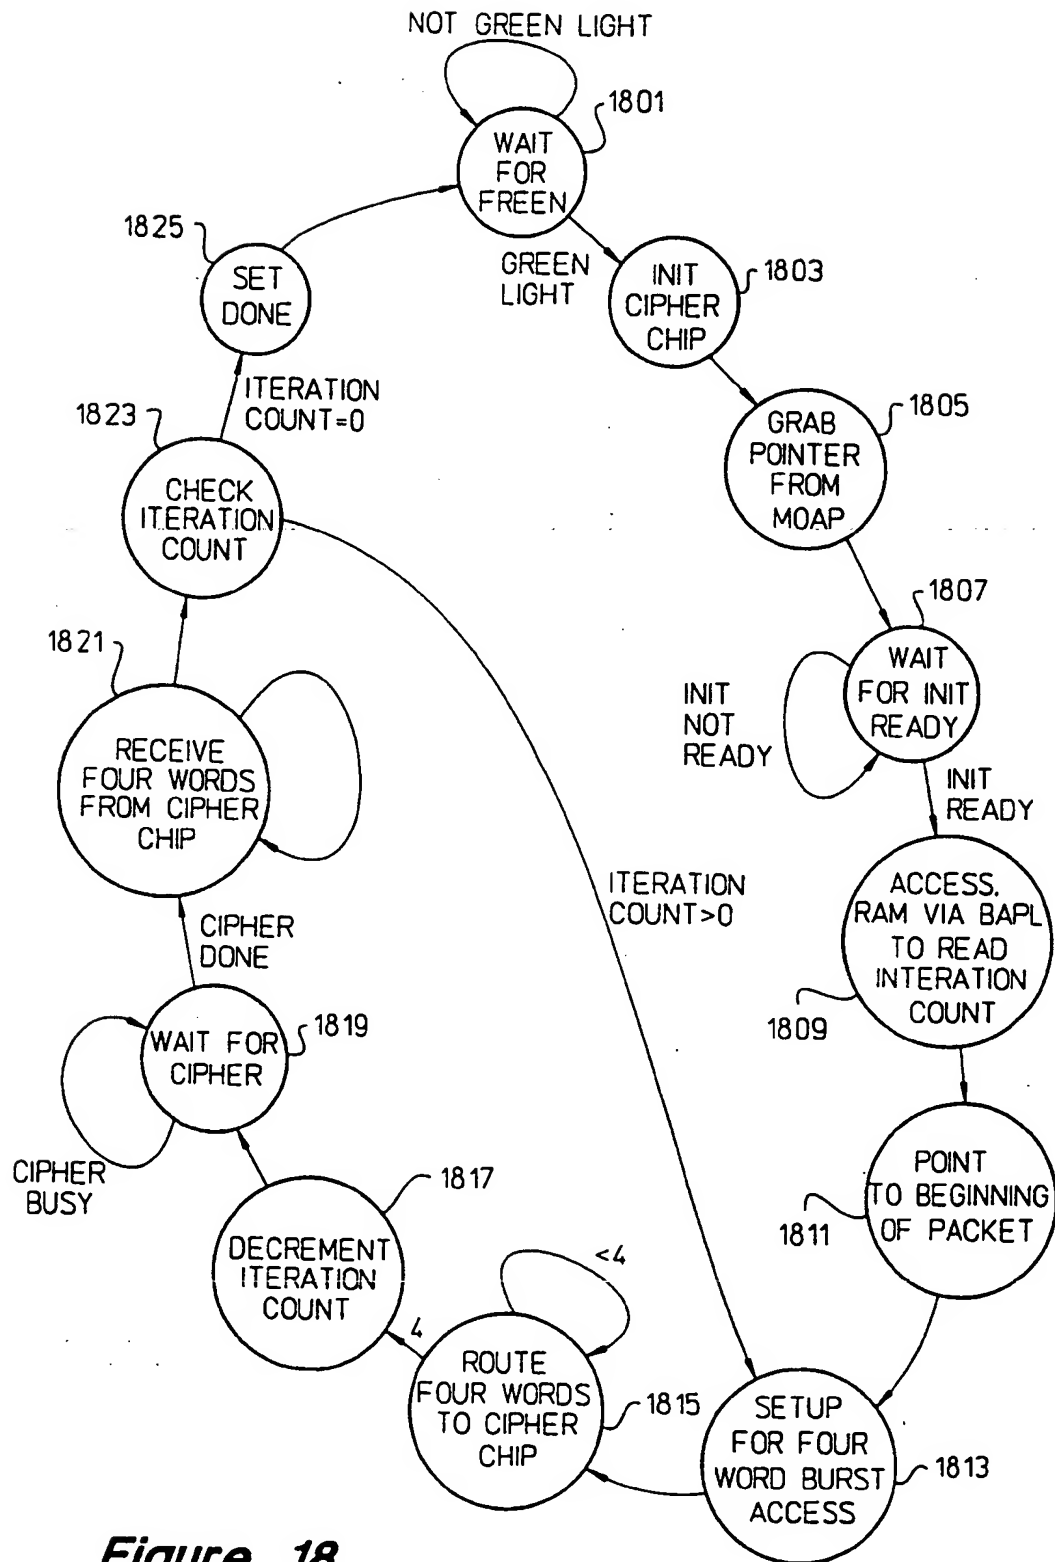 NOT GREEN LIGHT
1801
WAIT
FOR
FREEN
GREEN
LIGHT
1803
INIT
CIPHER
CHIP
1805
GRAB
POINTER
FROM
MOAP
1807
WAIT
FOR INIT
READY
INIT
NOT
READY
INIT
READY
ACCESS.
RAM VIA BAPL
TO READ
INTERATION
COUNT
1809
POINT
TO BEGINNING
OF PACKET
1811
SETUP
FOR FOUR
WORD BURST
ACCESS
1813
ROUTE
FOUR WORDS
TO CIPHER
CHIP
1815
<4
4
DECREMENT
ITERATION
COUNT
1817
WAIT FOR
CIPHER
1819
CIPHER
BUSY
CIPHER
DONE
RECEIVE
FOUR WORDS
FROM CIPHER
CHIP
1821
CHECK
ITERATION
COUNT
1823
ITERATION
COUNT>0
ITERATION
COUNT=0
SET
DONE
1825
Figure 18